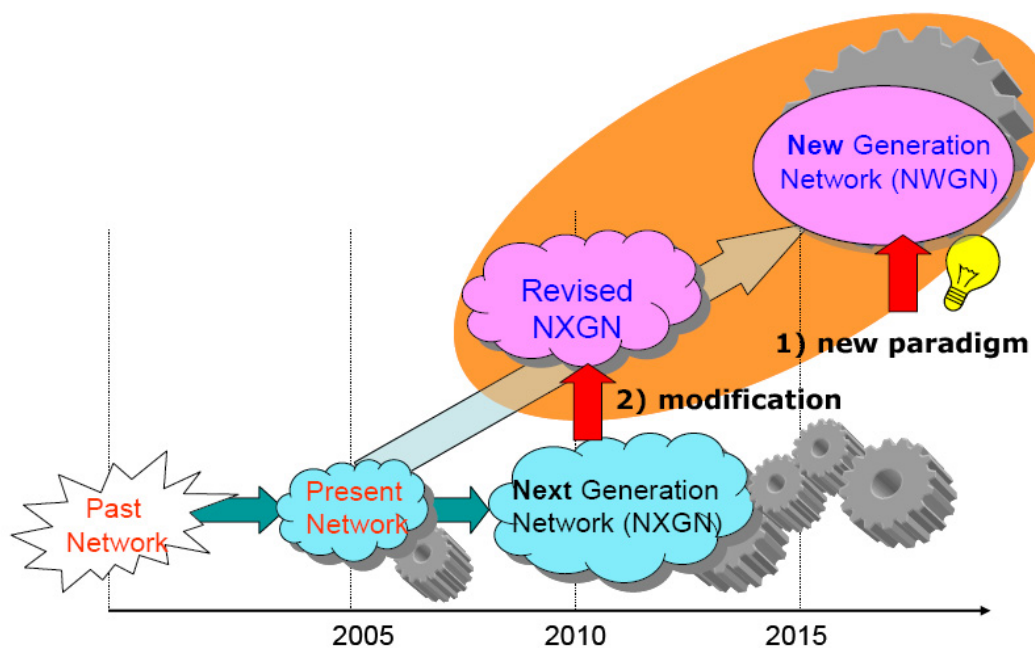 New Generation
Network (NWGN)
Revised
NXGN
1) new paradigm
2) modification
Past
Network
Present
Network
Next Generation
Network (NXGN)
2005
2010
2015